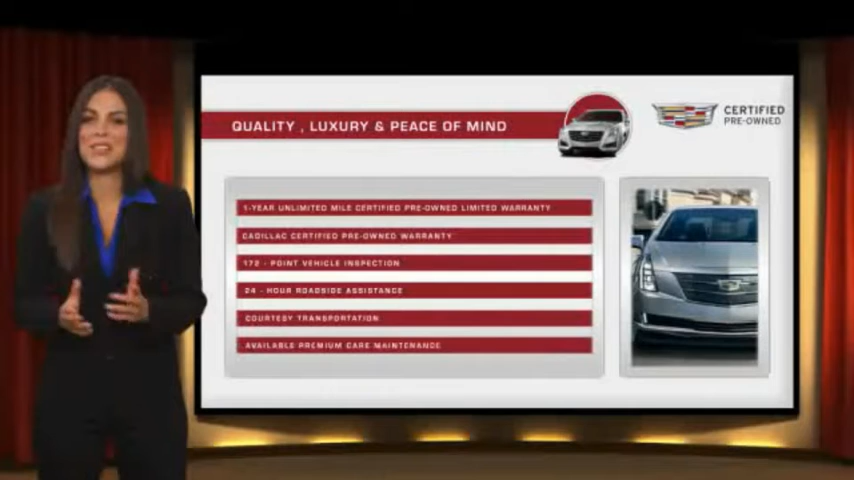 QUALITY , LUXURY & PEACE OF MIND
CERTIFIED
PRE-OWNED
1-YEAR UNLIMITED MILE CERTIFIED PRE-OWNED LIMITED WARRANTY
CADILLAC CERTIFIED PRE-OWNED WARRANTY
172 - POINT VEHICLE INSPECTION
24 - HOUR ROADSIDE ASSISTANCE
COURTESY TRANSPORTATION
AVAILABLE PREMIUM CARE MAINTENANCE